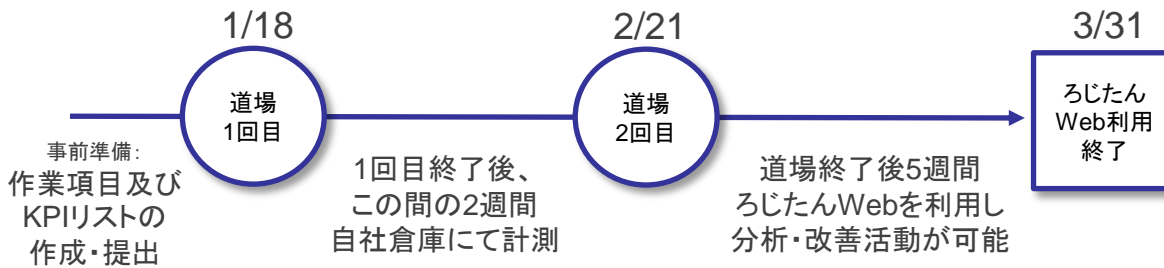 1/18
2/21
3/31
道場
1回目
道場
2回目
ろじたん
Web利用
終了
事前準備：
作業項目及び
KPIリストの
作成・提出
1回目終了後、
この間の2週間
自社倉庫にて計測
道場終了後5週間
ろじたんWebを利用し
分析・改善活動が可能